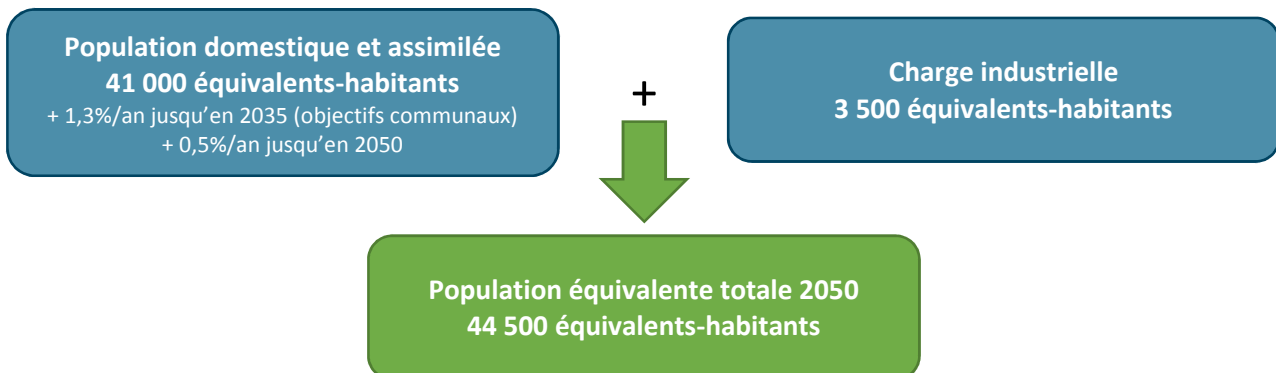 Population domestique et assimilée
41 000 équivalents-habitants
+ 1,3%/an jusqu’en 2035 (objectifs communaux)
+ 0,5%/an jusqu’en 2050
+
Charge industrielle
3 500 équivalents-habitants
Population équivalente totale 2050
44 500 équivalents-habitants